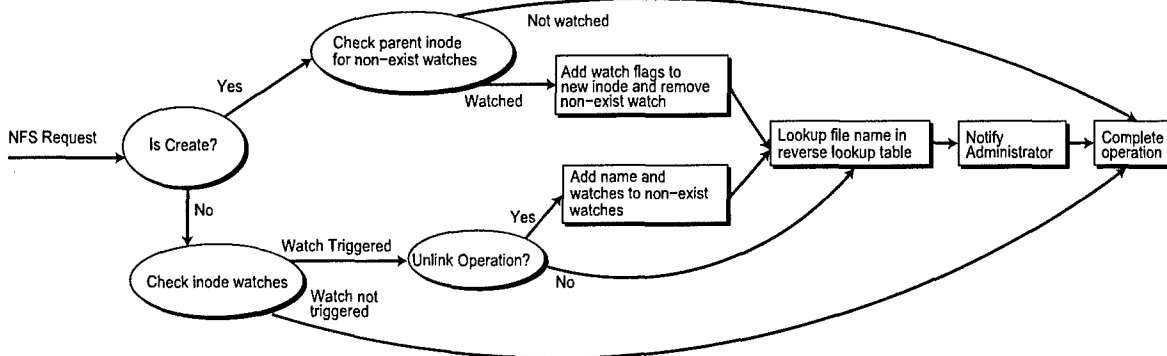 Not watched
Check parent inode
for non-exist watches
Yes
Watched
Add watch flags to
new inode and remove
non-exist watch
NFS Request
Is Create?
Lookup file name in
reverse lookup table
Notify
Administrator
Complete
operation
No
Add name and
watches to non-exist
watches
Yes
Watch Triggered
Unlink Operation?
No
Check inode watches
Watch not
triggered